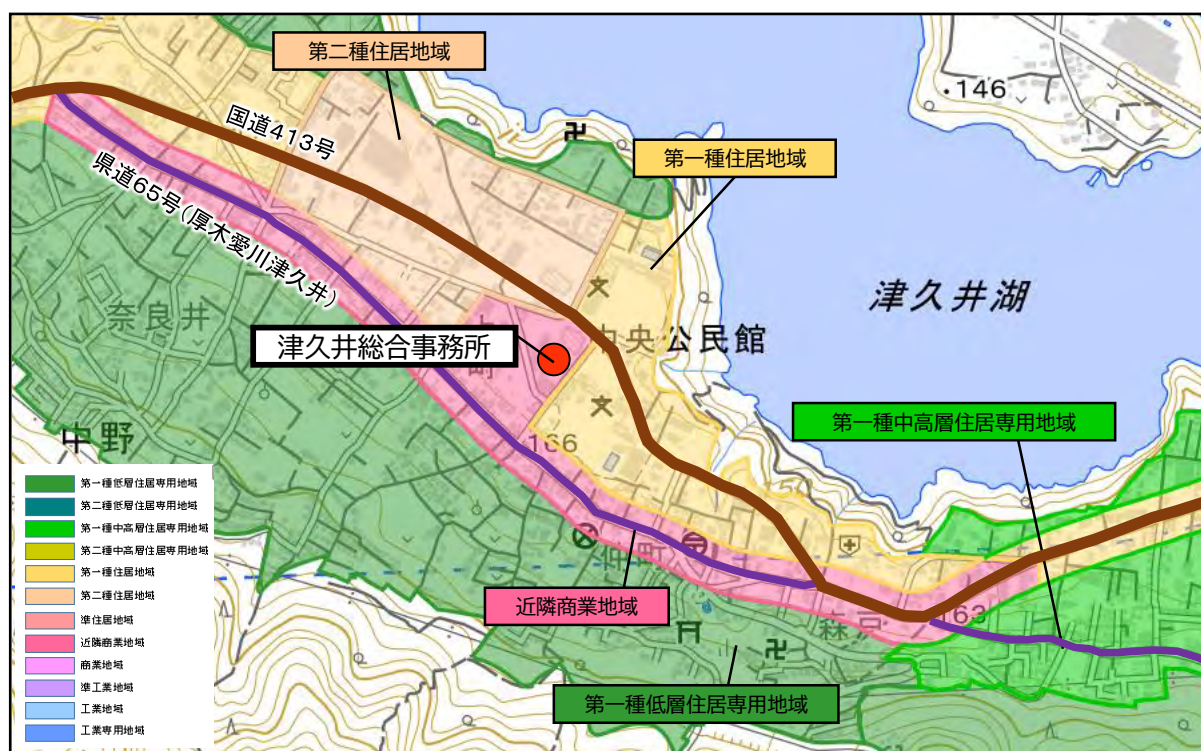 第二種住居地域
・146
国道413号
第一種住居地域
県道65号(厚木愛川津久井)
津久井湖
奈良井
上町
中央公民館
津久井総合事務所
第一種中高層住居専用地域
中野
166
仲町
近隣商業地域
163
森戸
第一種低層住居専用地域
第一種低層住居専用地域
第二種低層住居専用地域
第一種中高層住居専用地域
第二種中高層住居専用地域
第一種住居地域
第二種住居地域
準住居地域
近隣商業地域
商業地域
準工業地域
工業地域
工業専用地域